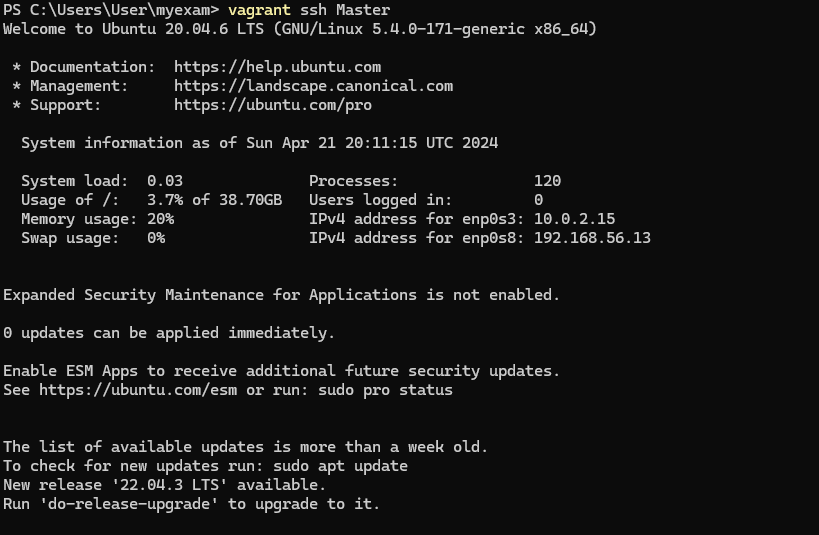 PS C:\Users\User\myexam> vagrant ssh Master
Welcome to Ubuntu 20.04.6 LTS (GNU/Linux 5.4.0-171-generic x86_64)
* Documentation:  https://help.ubuntu.com
* Management:     https://landscape.canonical.com
* Support:        https://ubuntu.com/pro
System information as of Sun Apr 21 20:11:15 UTC 2024
System load:  0.03               Processes:               120
Usage of /:   3.7% of 38.70GB   Users logged in:         0
Memory usage: 20%               IPv4 address for enp0s3: 10.0.2.15
Swap usage:   0%                IPv4 address for enp0s8: 192.168.56.13
Expanded Security Maintenance for Applications is not enabled.
0 updates can be applied immediately.
Enable ESM Apps to receive additional future security updates.
See https://ubuntu.com/esm or run: sudo pro status
The list of available updates is more than a week old.
To check for new updates run: sudo apt update
New release '22.04.3 LTS' available.
Run 'do-release-upgrade' to upgrade to it.